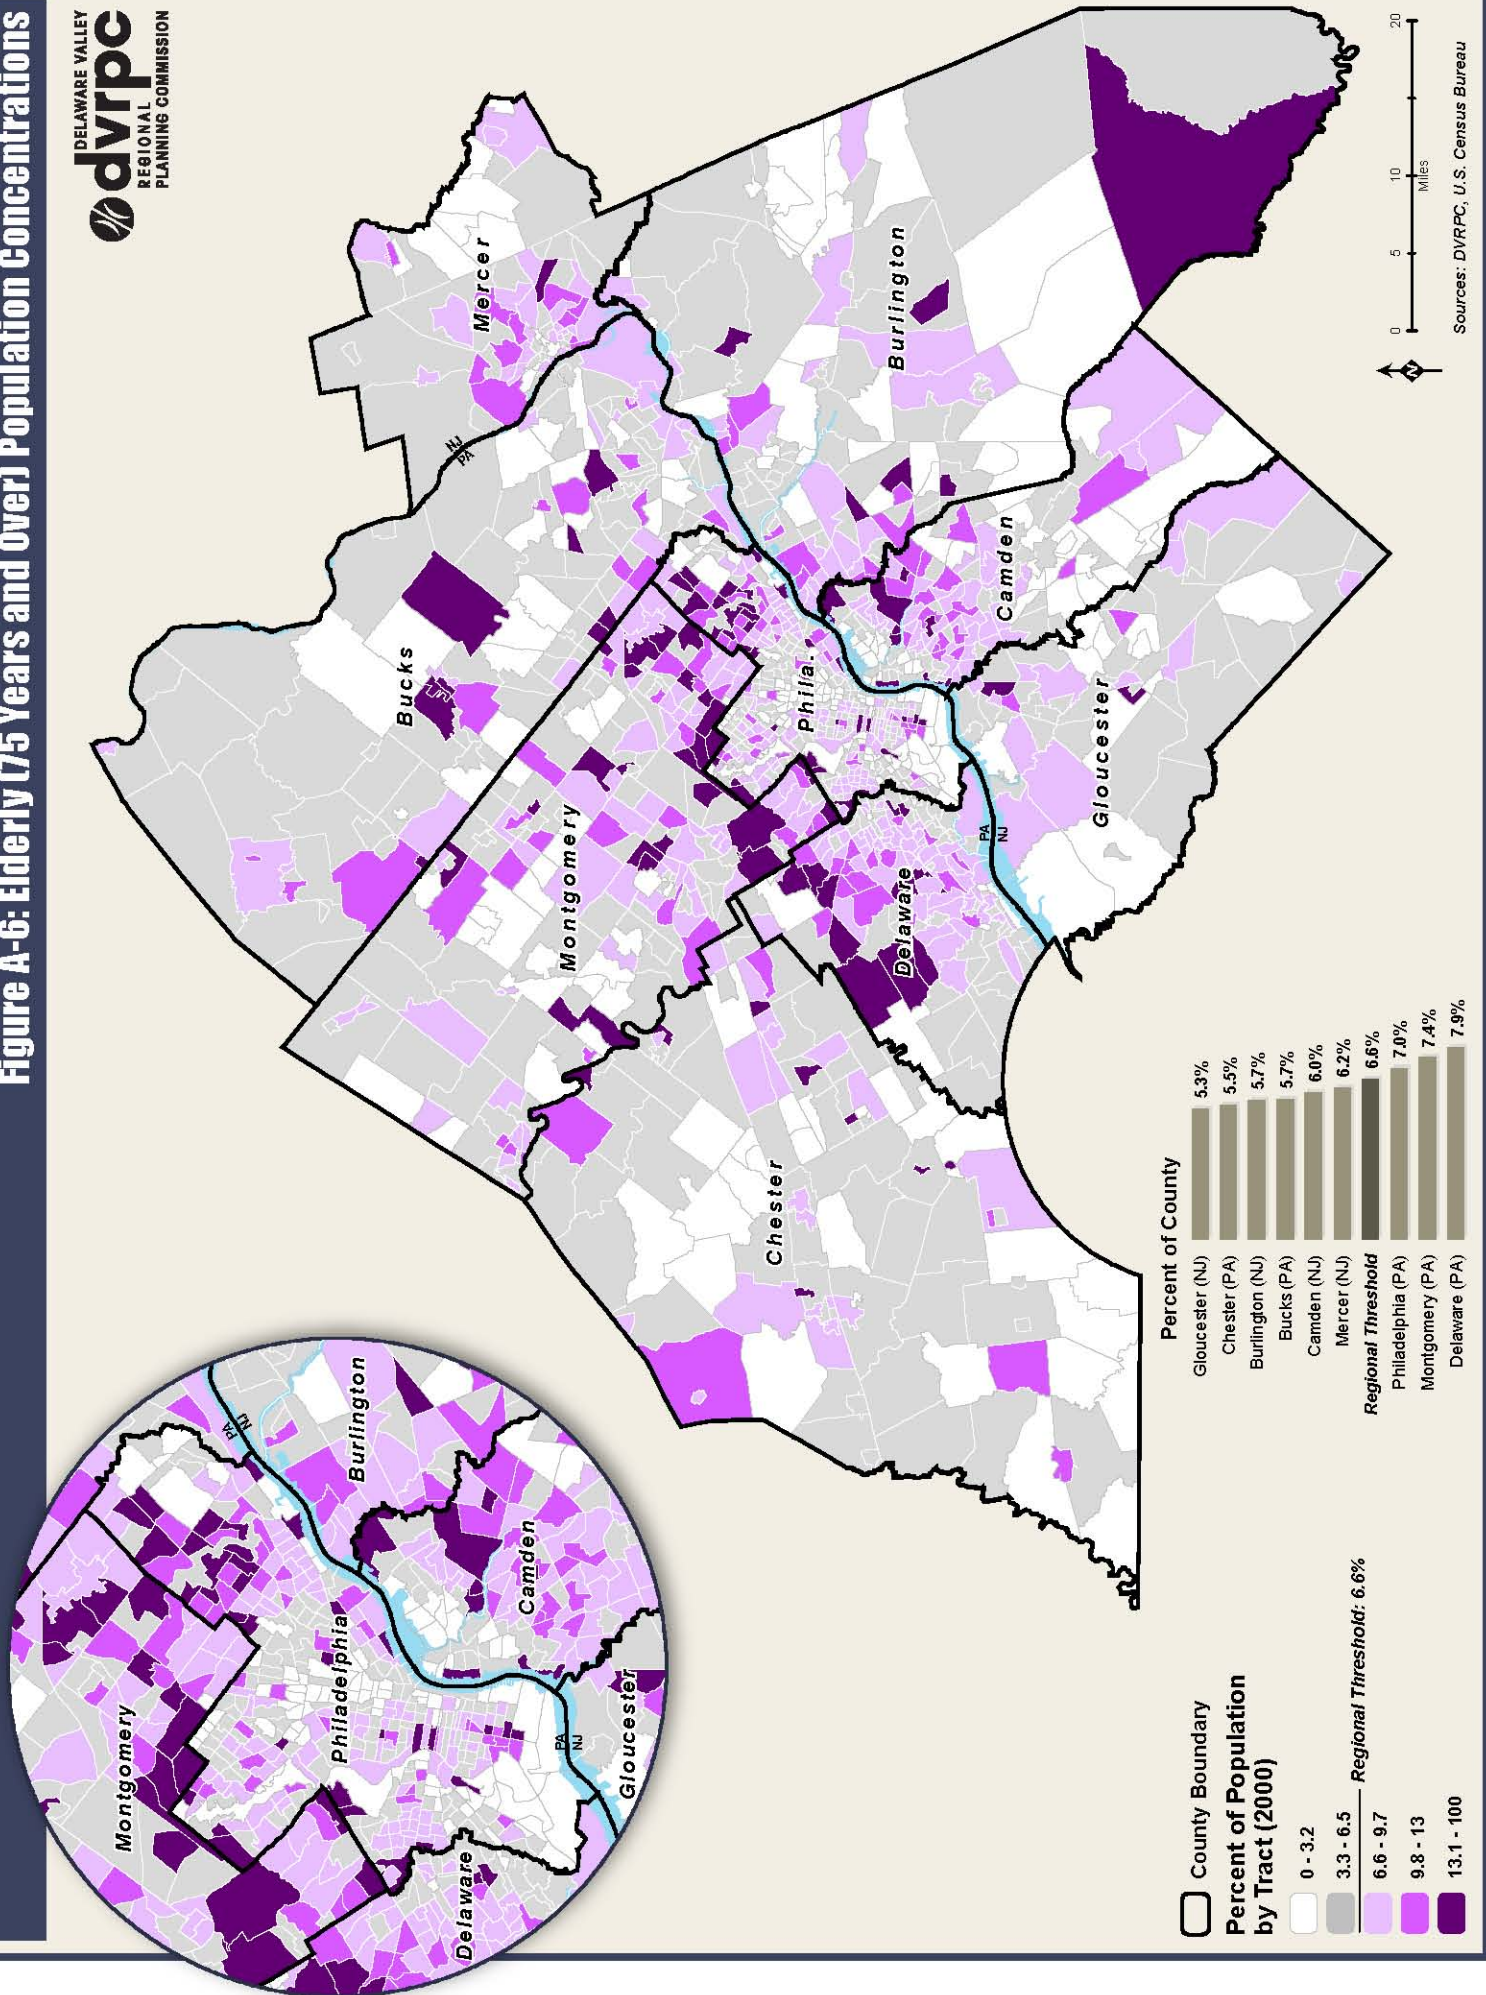 Figure A-6: Elderly (75 Years and Over) Population Concentrations
DELAWARE VALLEY
dvrpc
REGIONAL
PLANNING COMMISSION
Montgomery
Philadelphia
Delaware
Burlington
Camden
Gloucester
PA
NJ
PA
NJ
Bucks
Mercer
NJ
PA
Montgomery
Phila.
Burlington
Chester
Delaware
Camden
Gloucester
PA
NJ
County Boundary
Percent of Population
by Tract (2000)
0 - 3.2
3.3 - 6.5
Regional Threshold: 6.6%
6.6 - 9.7
9.8 - 13
13.1 - 100
Percent of County
Gloucester (NJ) 5.3%
Chester (PA) 5.5%
Burlington (NJ) 5.7%
Bucks (PA) 5.7%
Camden (NJ) 6.0%
Mercer (NJ) 6.2%
Regional Threshold 6.6%
Philadelphia (PA) 7.0%
Montgomery (PA) 7.4%
Delaware (PA) 7.9%
N
0 5 10 20
Miles
Sources: DVRPC, U.S. Census Bureau